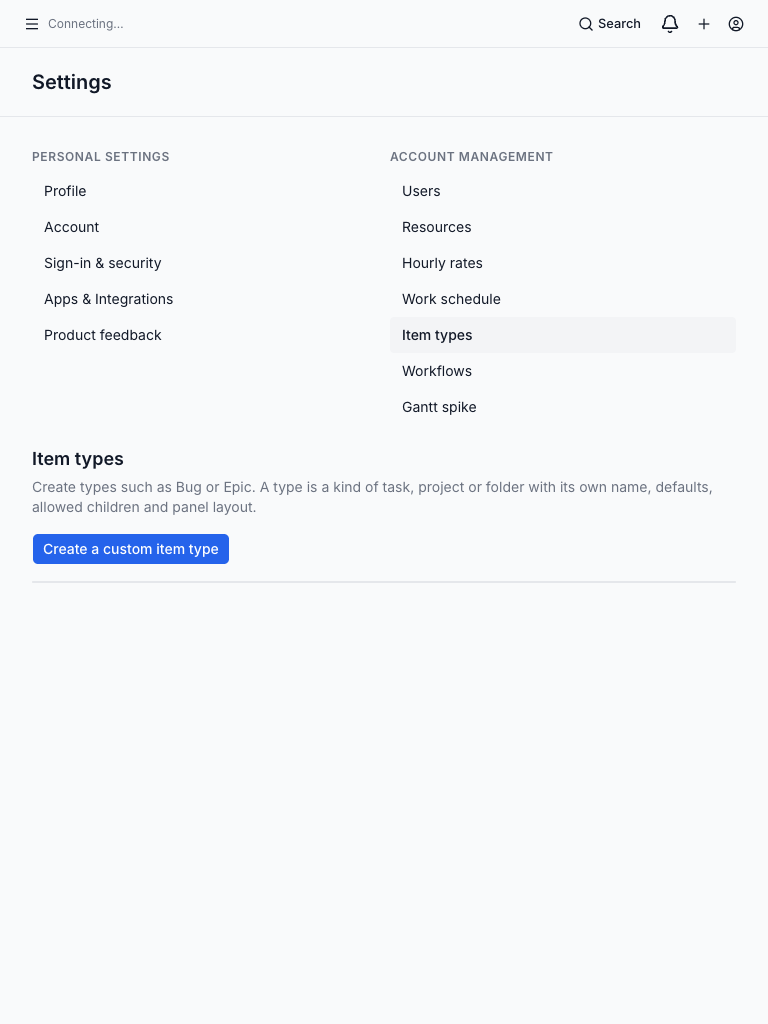 Connecting...
Search
Settings
PERSONAL SETTINGS
Profile
Account
Sign-in & security
Apps & Integrations
Product feedback
ACCOUNT MANAGEMENT
Users
Resources
Hourly rates
Work schedule
Item types
Workflows
Gantt spike
Item types
Create types such as Bug or Epic. A type is a kind of task, project or folder with its own name, defaults,
allowed children and panel layout.
Create a custom item type